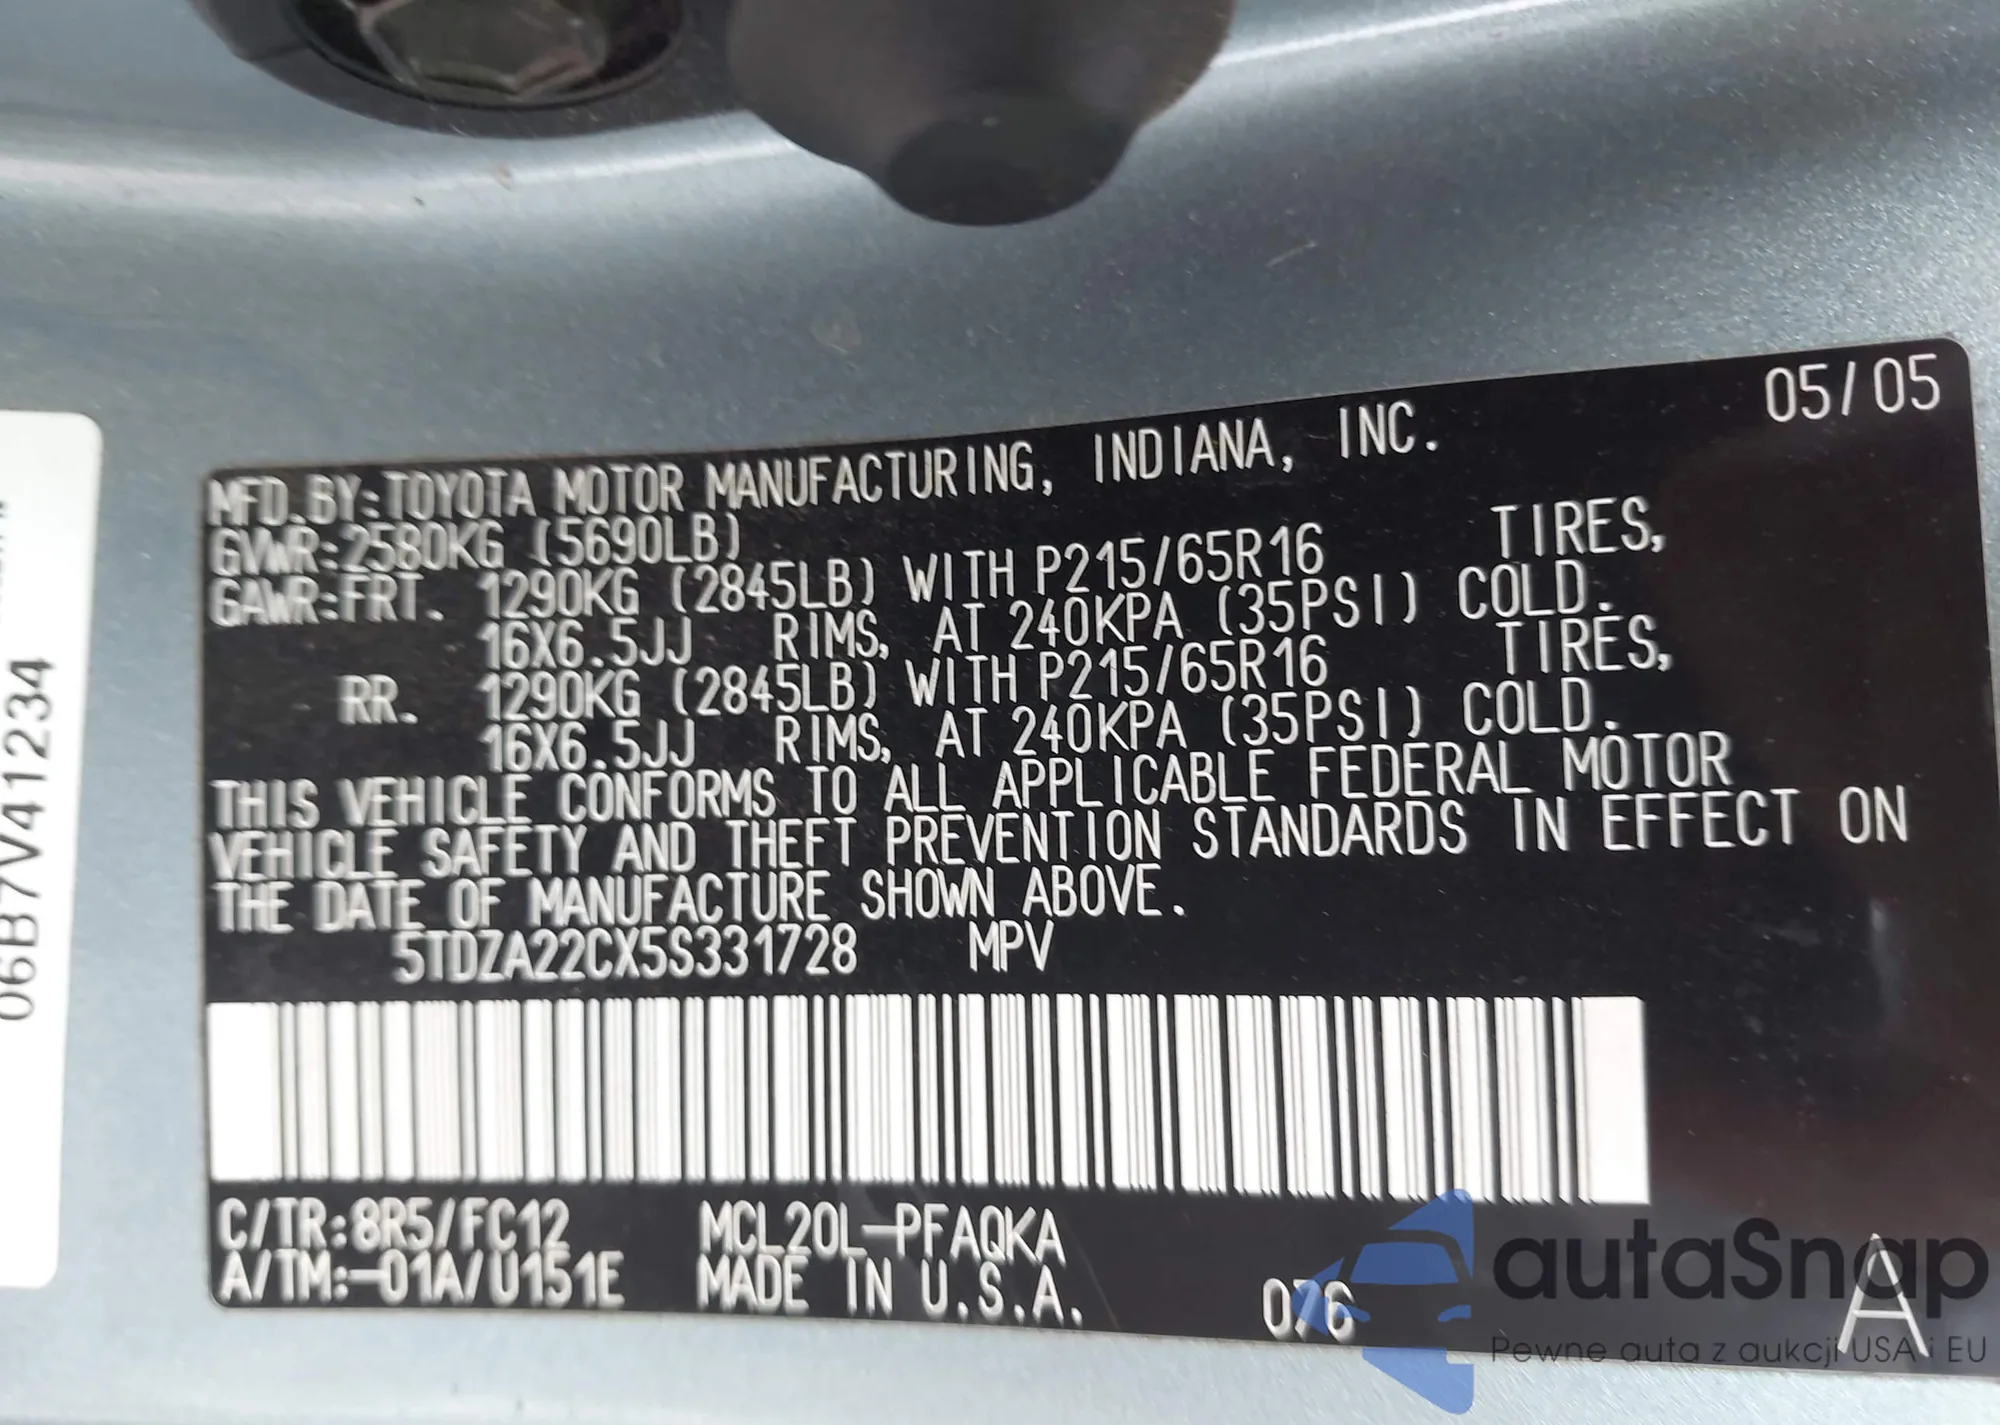 05/05
MFD. BY: TOYOTA MOTOR MANUFACTURING, INDIANA, INC.
GVWR: 2580KG (5690LB)
GAWR: FRT. 1290KG (2845LB) WITH P215/65R16 TIRES,
16X6.5JJ RIMS, AT 240KPA (35PSI) COLD.
RR. 1290KG (2845LB) WITH P215/65R16 TIRES,
16X6.5JJ RIMS, AT 240KPA (35PSI) COLD.
THIS VEHICLE CONFORMS TO ALL APPLICABLE FEDERAL MOTOR
VEHICLE SAFETY AND THEFT PREVENTION STANDARDS IN EFFECT ON
THE DATE OF MANUFACTURE SHOWN ABOVE.
5TDZA22CX5S331728 MPV
C/TR: 8R5/FC12 MCL20L-PFAQKA
A/TM: -01A/U151E MADE IN U.S.A.
076 A
06B7V41234
autaSnap
Pewne auta z aukcji USA i EU